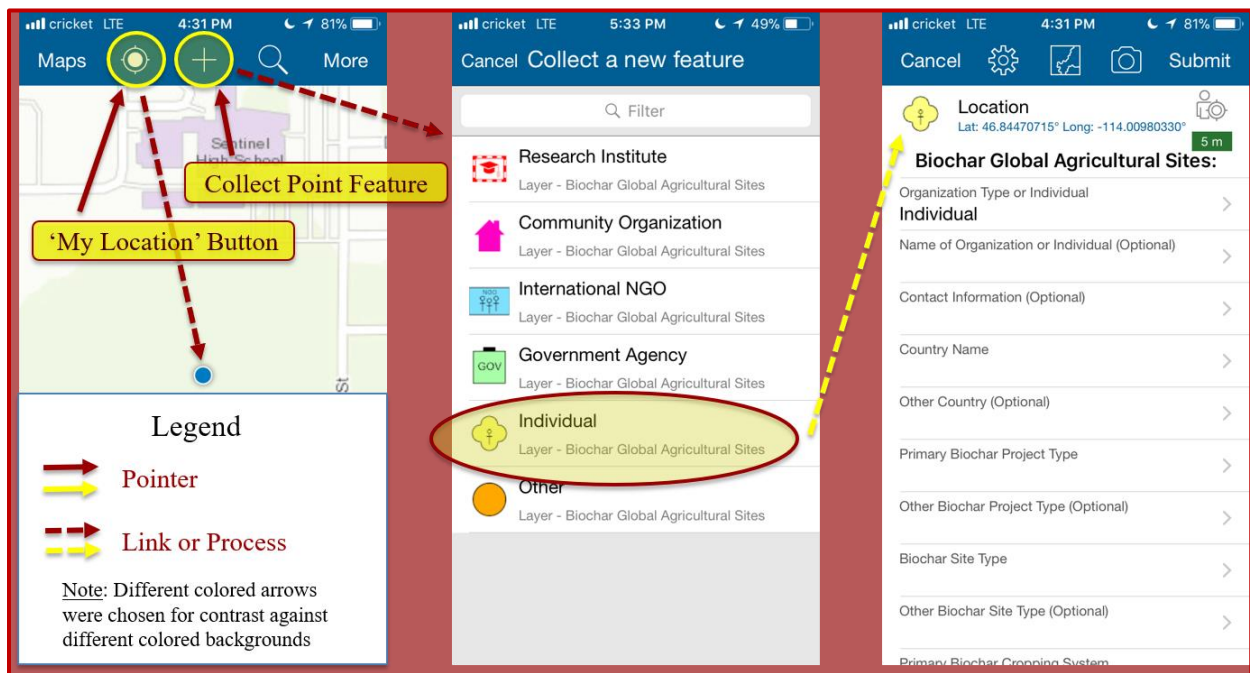 cricket LTE 4:31 PM 81%
Maps More
Sentinel
High School
Collect Point Feature
‘My Location’ Button
St
Legend
Pointer
Link or Process
Note: Different colored arrows
were chosen for contrast against
different colored backgrounds
cricket LTE 5:33 PM 49%
Cancel Collect a new feature
Filter
Research Institute
Layer - Biochar Global Agricultural Sites
Community Organization
Layer - Biochar Global Agricultural Sites
NGO
International NGO
Layer - Biochar Global Agricultural Sites
GOV
Government Agency
Layer - Biochar Global Agricultural Sites
Individual
Layer - Biochar Global Agricultural Sites
Other
Layer - Biochar Global Agricultural Sites
cricket LTE 4:31 PM 81%
Cancel Submit
Location
Lat: 46.84470715° Long: -114.00980330°
5 m
Biochar Global Agricultural Sites:
Organization Type or Individual
Individual
Name of Organization or Individual (Optional)
Contact Information (Optional)
Country Name
Other Country (Optional)
Primary Biochar Project Type
Other Biochar Project Type (Optional)
Biochar Site Type
Other Biochar Site Type (Optional)
Primary Biochar Cropping System